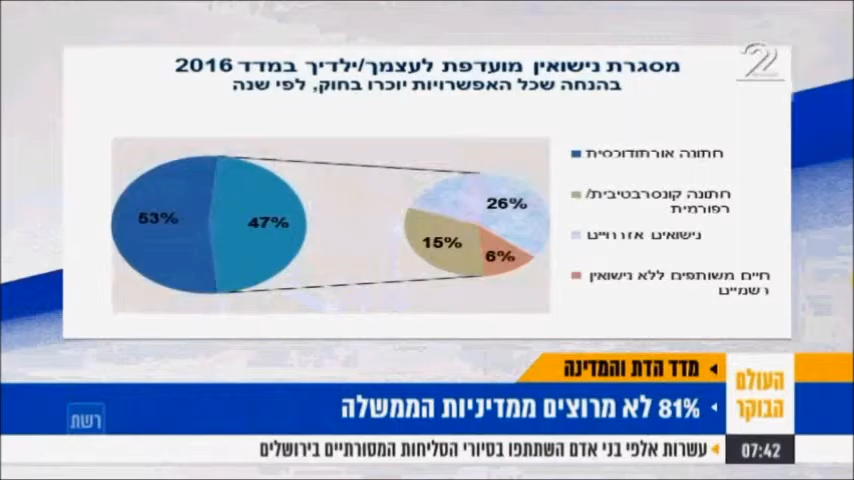 מסגרת נישואין מועדפת לעצמך/ילדיך במדד 2016
בהנחה שכל האפשרויות יוכרו בחוק, לפי שנה
2
חתונה אורתודוכסית
חתונה קונסרבטיבית/
רפורמית
נישואים אזרחיים
חיים משותפים ללא נישואין
רשמיים
53%
47%
26%
15%
6%
מדד הדת והמדינה
העולם
הבוקר
81% לא מרוצים ממדיניות הממשלה
רשת
07:42
עשרות אלפי בני אדם השתתפו בסיורי הסליחות המסורתיים בירושלים